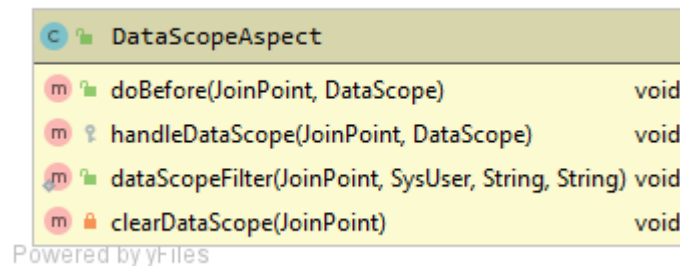 C DataScopeAspect
m doBefore(JoinPoint, DataScope) void
m handleDataScope(JoinPoint, DataScope) void
m dataScopeFilter(JoinPoint, SysUser, String, String) void
m clearDataScope(JoinPoint) void
Powered by yFiles